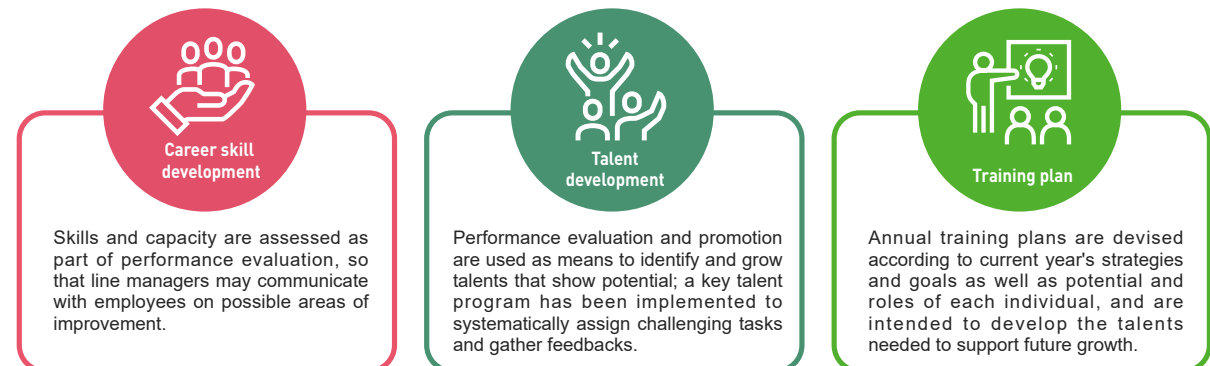 Career skill
development
Skills and capacity are assessed as
part of performance evaluation, so
that line managers may communicate
with employees on possible areas of
improvement.
Talent
development
Performance evaluation and promotion
are used as means to identify and grow
talents that show potential; a key talent
program has been implemented to
systematically assign challenging tasks
and gather feedbacks.
Training plan
Annual training plans are devised
according to current year's strategies
and goals as well as potential and
roles of each individual, and are
intended to develop the talents
needed to support future growth.